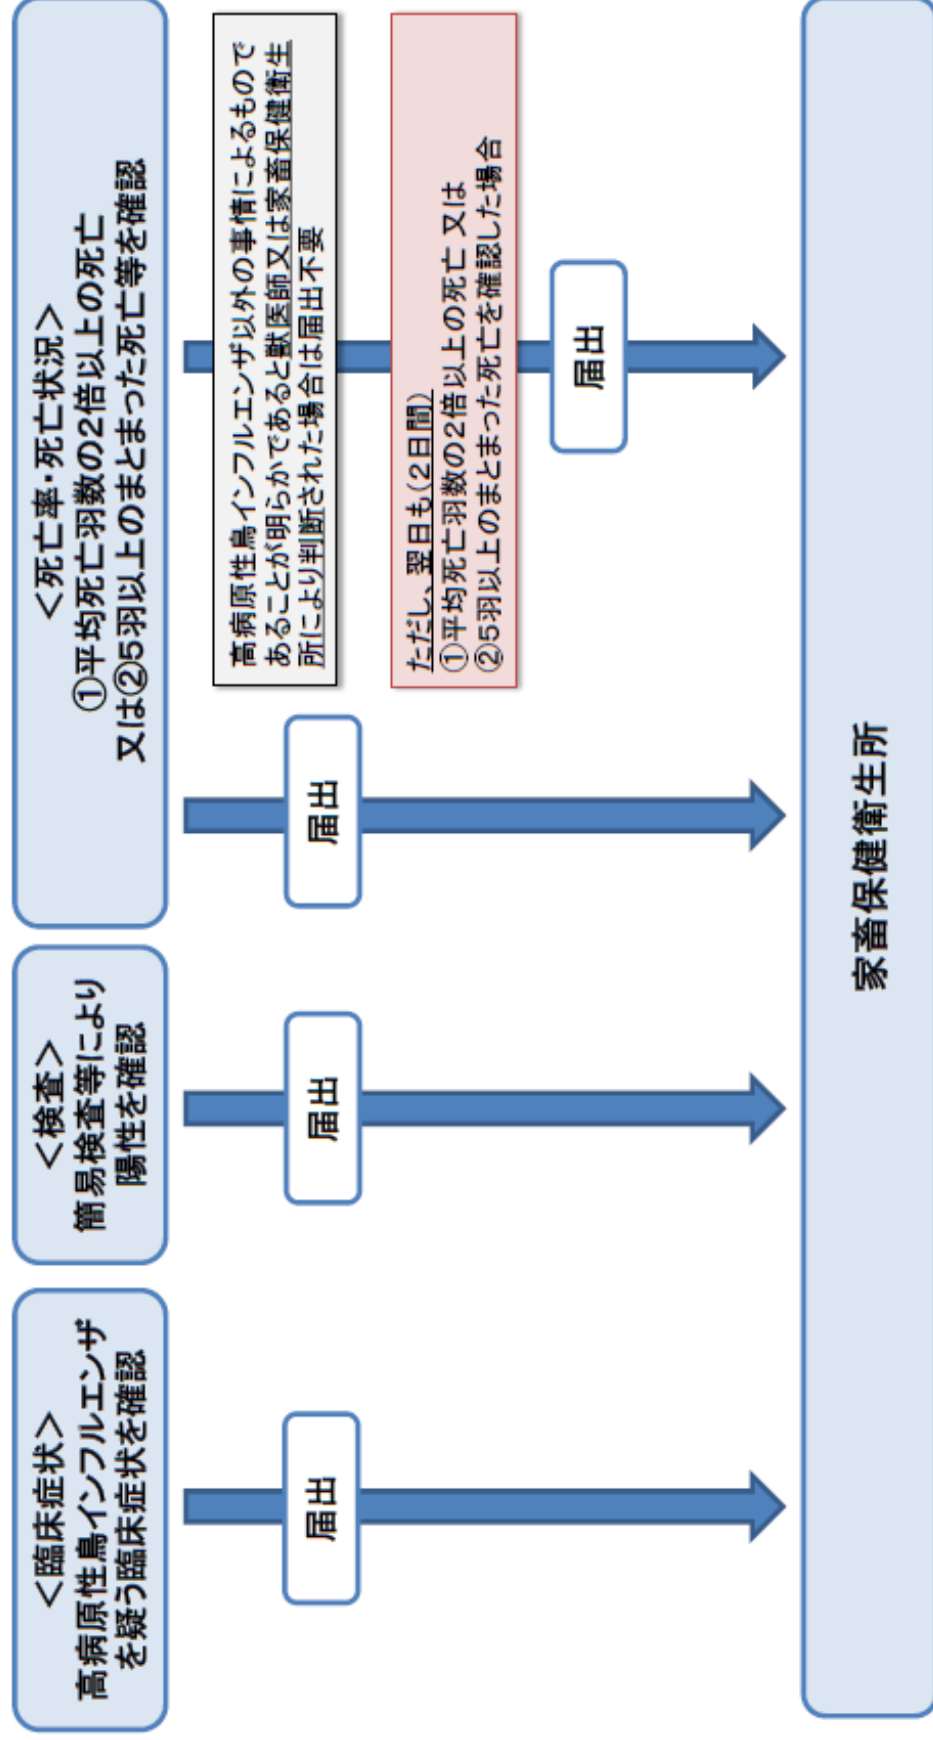 ＜臨床症状＞
高病原性鳥インフルエンザ
を疑う臨床症状を確認
届出
＜検査＞
簡易検査等により
陽性を確認
届出
＜死亡率・死亡状況＞
①平均死亡羽数の2倍以上の死亡
又は②5羽以上のまとまった死亡等を確認
届出
高病原性鳥インフルエンザ以外の事情によるもので
あることが明らかであると獣医師又は家畜保健衛生
所により判断された場合は届出不要
ただし、翌日も(2日間)
①平均死亡羽数の2倍以上の死亡 又は
②5羽以上のまとまった死亡を確認した場合
届出
家畜保健衛生所